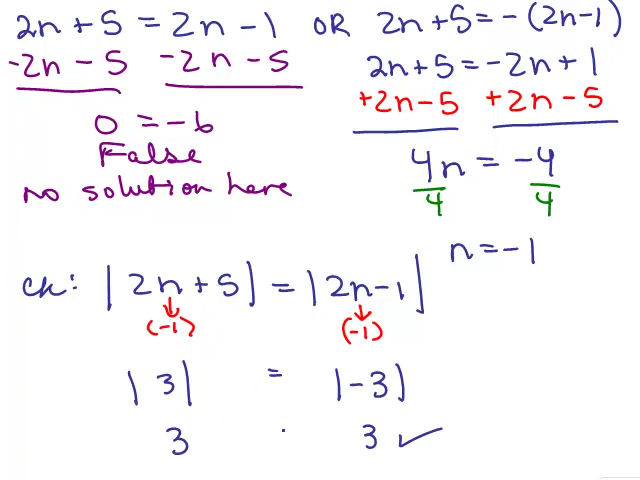 2n + 5 = 2n - 1 OR 2n + 5 = -(2n-1)
-2n - 5 -2n - 5 2n + 5 = -2n + 1
+2n - 5 +2n - 5
0 = -6
False 4n = -4
no solution here 4 4
n = -1
ck: |2n + 5| = |2n - 1|
(-1) (-1)
|3| = |-3|
3 . 3 ✓